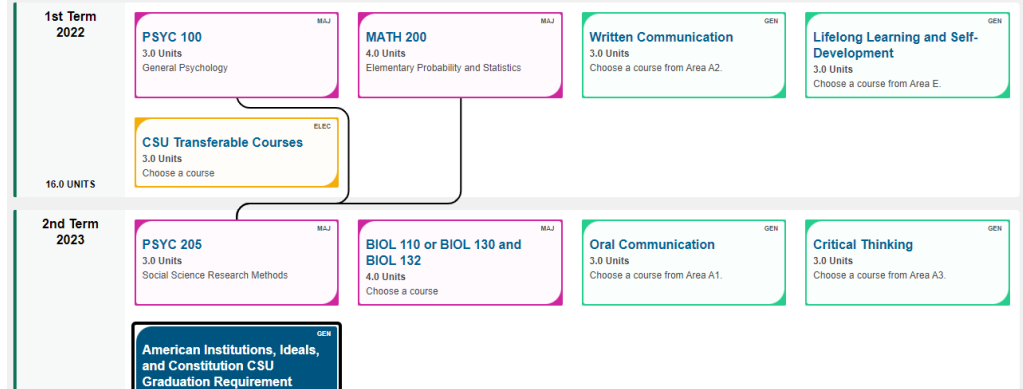 1st Term
2022
MAJ
PSYC 100
3.0 Units
General Psychology
MAJ
MATH 200
4.0 Units
Elementary Probability and Statistics
GEN
Written Communication
3.0 Units
Choose a course from Area A2.
GEN
Lifelong Learning and Self-
Development
3.0 Units
Choose a course from Area E.
ELEC
CSU Transferable Courses
3.0 Units
Choose a course
16.0 UNITS
2nd Term
2023
MAJ
PSYC 205
3.0 Units
Social Science Research Methods
MAJ
BIOL 110 or BIOL 130 and
BIOL 132
4.0 Units
Choose a course
GEN
Oral Communication
3.0 Units
Choose a course from Area A1.
GEN
Critical Thinking
3.0 Units
Choose a course from Area A3.
GEN
American Institutions, Ideals,
and Constitution CSU
Graduation Requirement